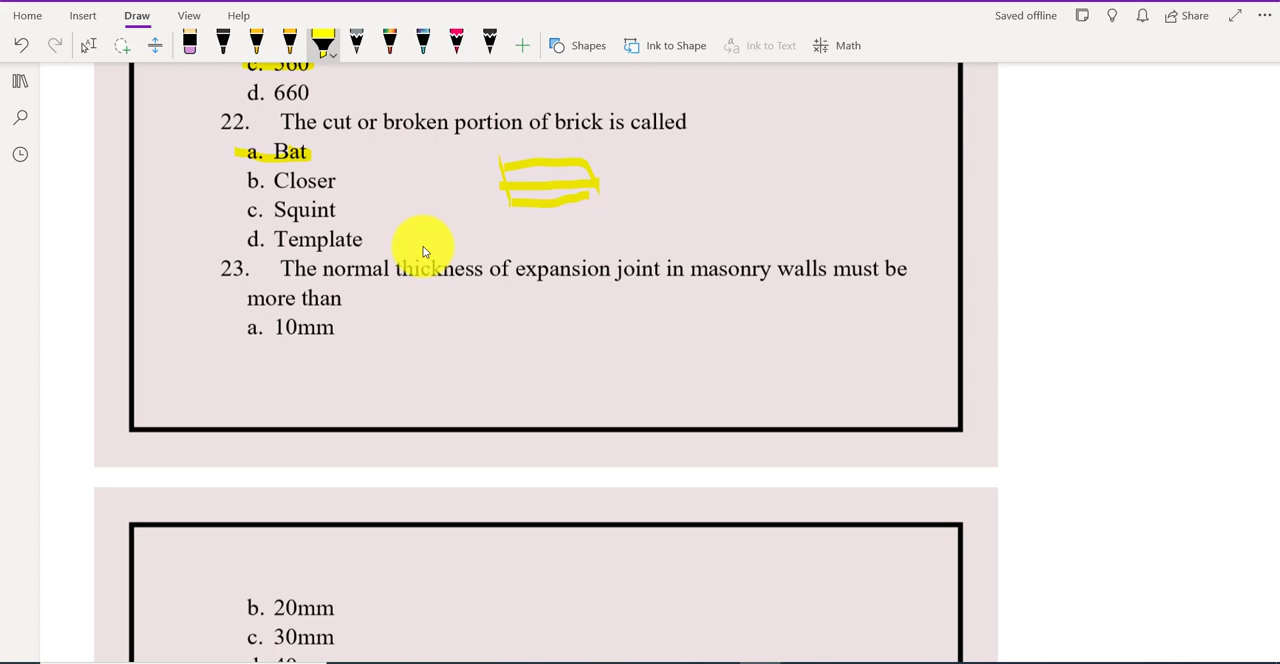 Home Insert Draw View Help Saved offline Share
Shapes Ink to Shape Ink to Text Math
c. 560
d. 660
22. The cut or broken portion of brick is called
a. Bat
b. Closer
c. Squint
d. Template
23. The normal thickness of expansion joint in masonry walls must be
more than
a. 10mm
b. 20mm
c. 30mm